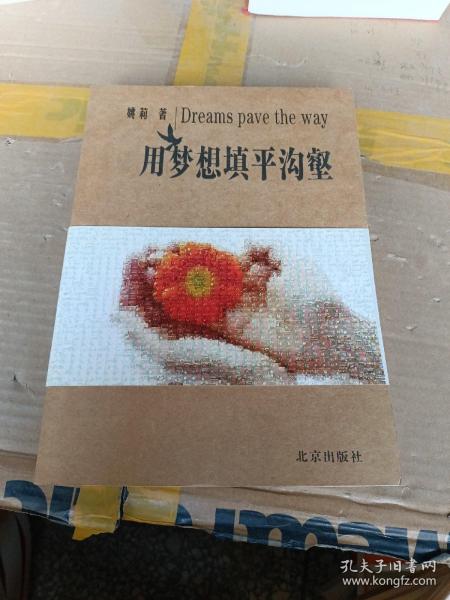 姚莉 著 Dreams pave the way
用梦想填平沟壑
北京出版社
孔夫子旧书网
www.kongfz.com